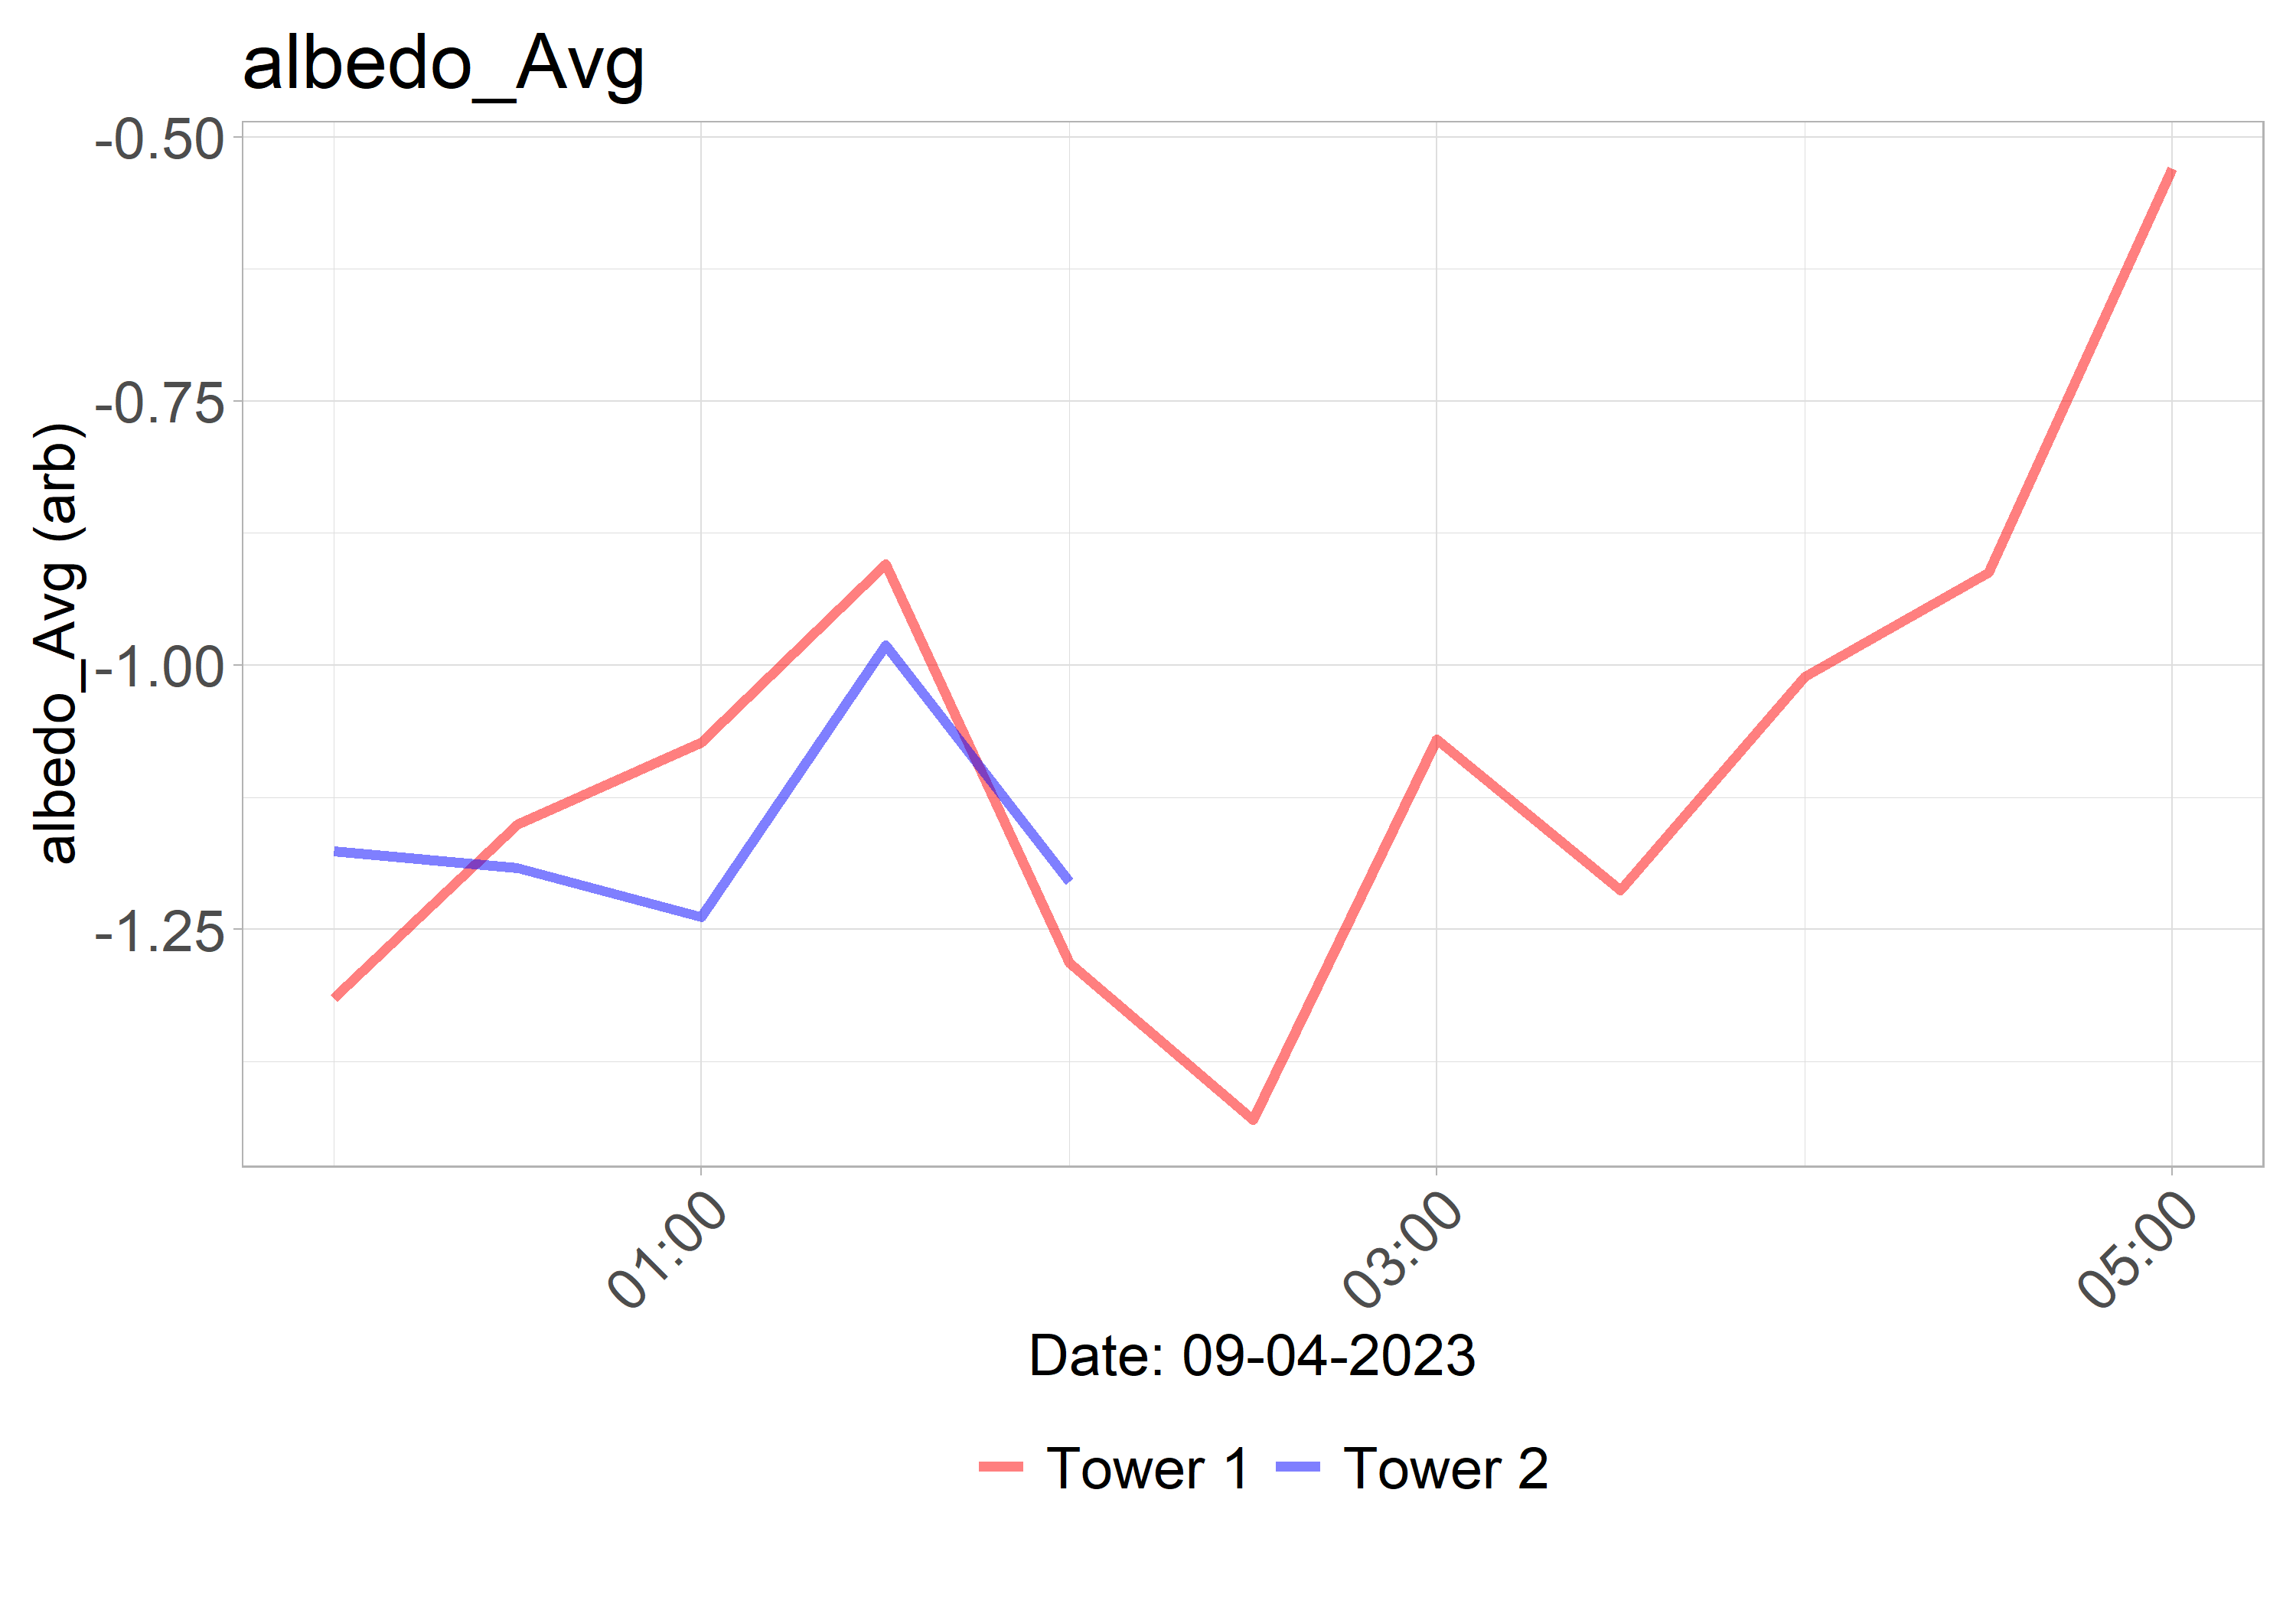 albedo_Avg
albedo_Avg (arb)
-0.50
-0.75
-1.00
-1.25
01:00
03:00
05:00
Date: 09-04-2023
Tower 1
Tower 2